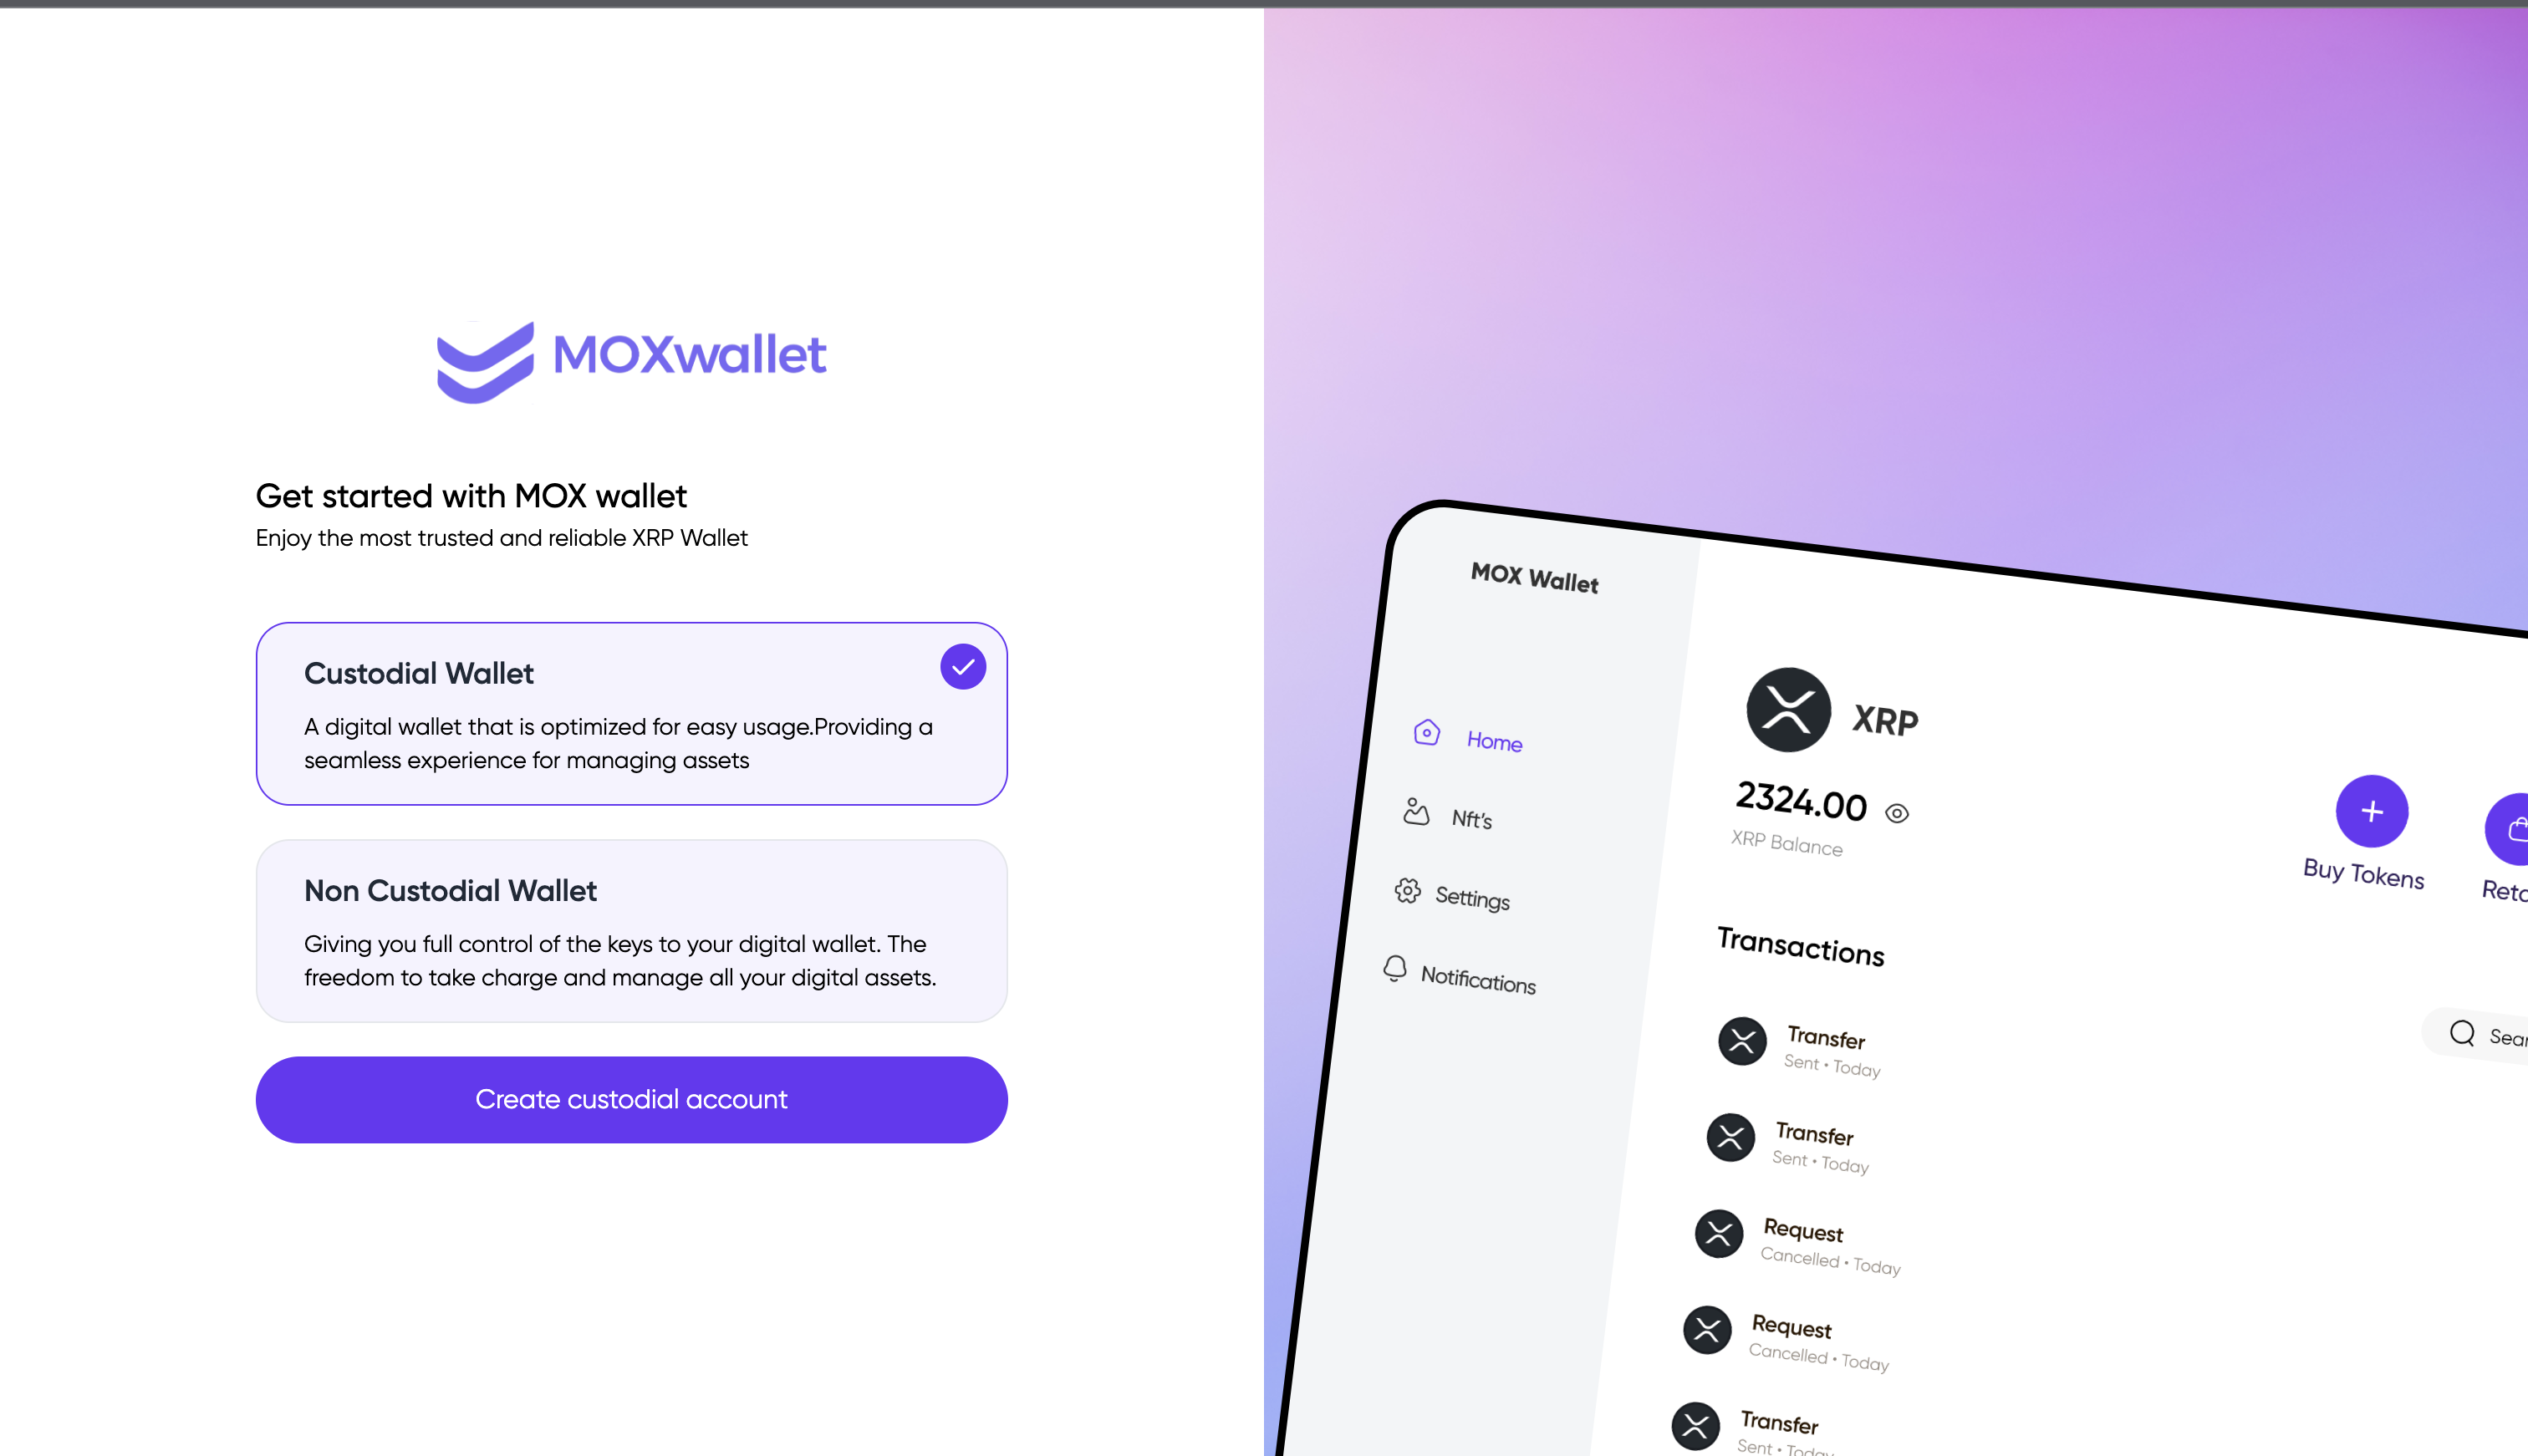 MOXwallet
Get started with MOX wallet
Enjoy the most trusted and reliable XRP Wallet
Custodial Wallet
A digital wallet that is optimized for easy usage.Providing a
seamless experience for managing assets
Non Custodial Wallet
Giving you full control of the keys to your digital wallet. The
freedom to take charge and manage all your digital assets.
Create custodial account
MOX Wallet
Home
Nft's
Settings
Notifications
XRP
2324.00
XRP Balance
Buy Tokens
Transactions
Transfer
Sent • Today
Transfer
Sent • Today
Request
Cancelled • Today
Request
Cancelled • Today
Transfer
Sent • Today